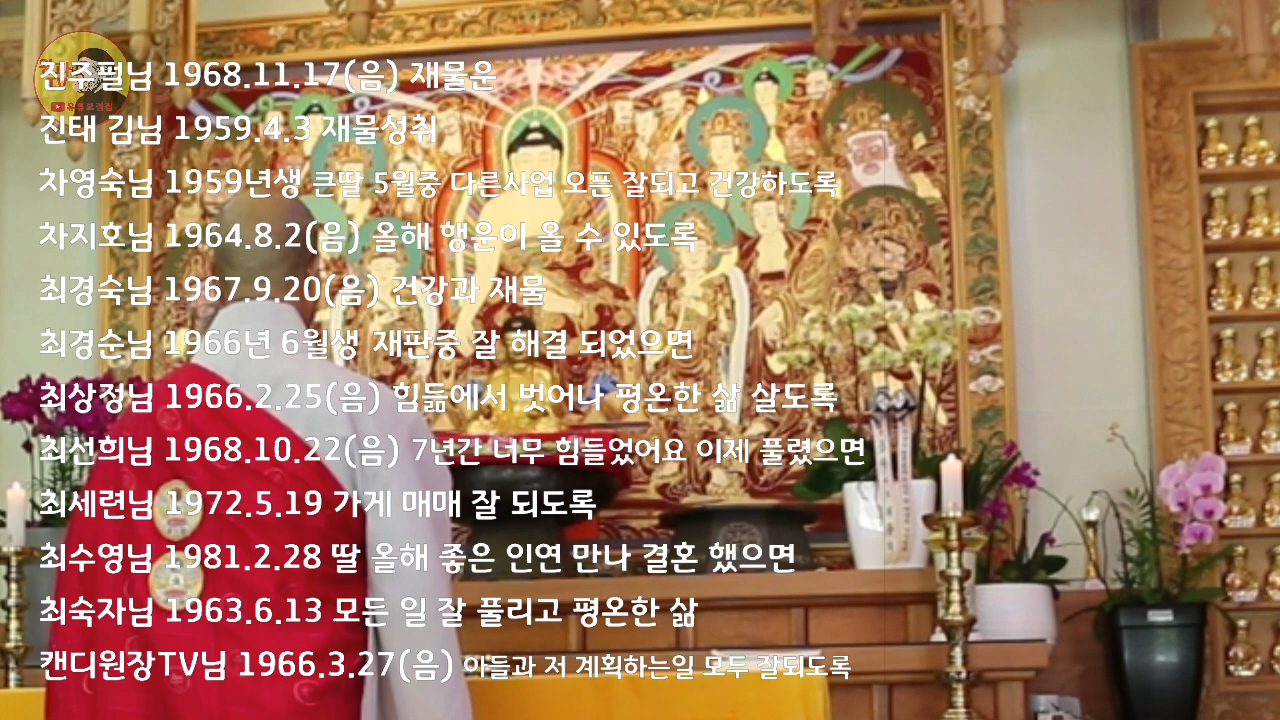 진주필님 1968.11.17(음) 재물운
진태 김님 1959.4.3 재물성취
차영숙님 1959년생 큰딸 5월중 다른사업 오픈 잘되고 건강하도록
차지호님 1964.8.2(음) 올해 행운이 올 수 있도록
최경숙님 1967.9.20(음) 건강과 재물
최경순님 1966년 6월생 재판중 잘 해결 되었으면
최상정님 1966.2.25(음) 힘듦에서 벗어나 평온한 삶 살도록
최선희님 1968.10.22(음) 7년간 너무 힘들었어요 이제 풀렸으면
최세련님 1972.5.19 가게 매매 잘 되도록
최수영님 1981.2.28 딸 올해 좋은 인연 만나 결혼 했으면
최숙자님 1963.6.13 모든 일 잘 풀리고 평온한 삶
캔디원장TV님 1966.3.27(음) 아들과 저 계획하는일 모두 잘되도록